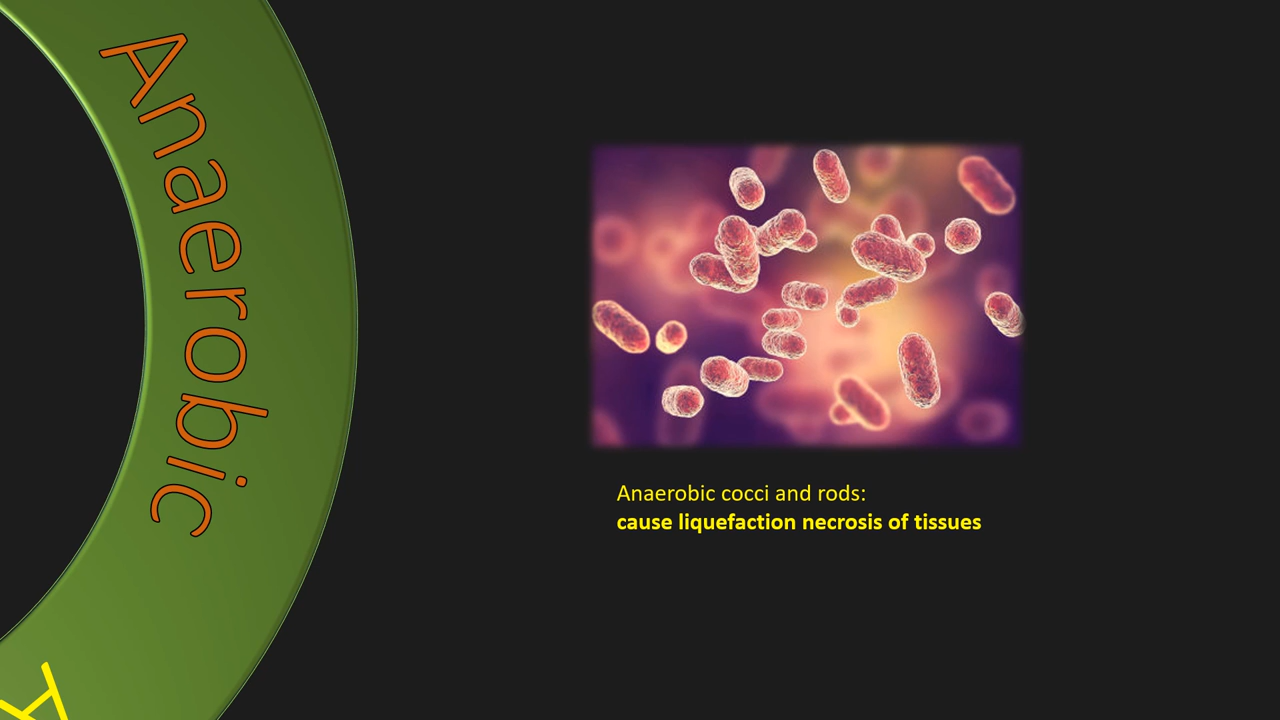 Anaerobic
A
Anaerobic cocci and rods:
cause liquefaction necrosis of tissues